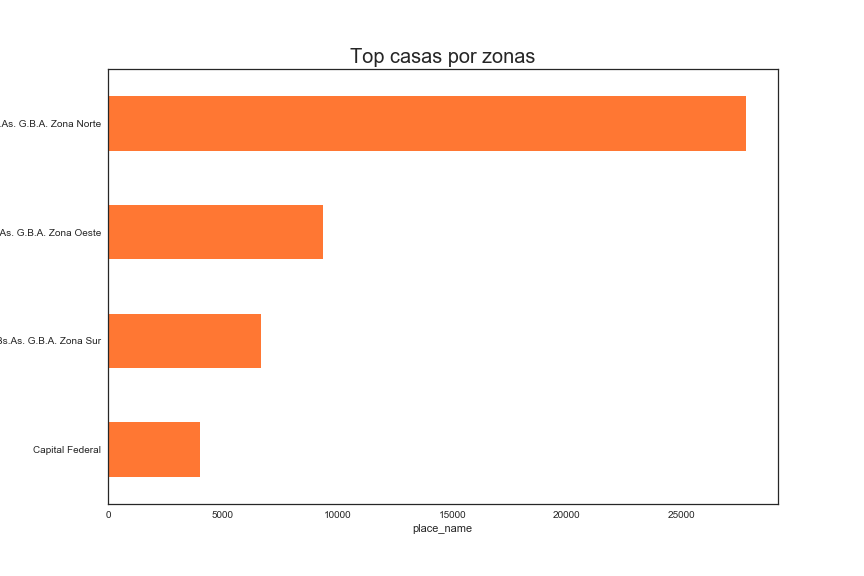 Top casas por zonas
.As. G.B.A. Zona Norte
As. G.B.A. Zona Oeste
Bs.As. G.B.A. Zona Sur
Capital Federal
0 5000 10000 15000 20000 25000
place_name